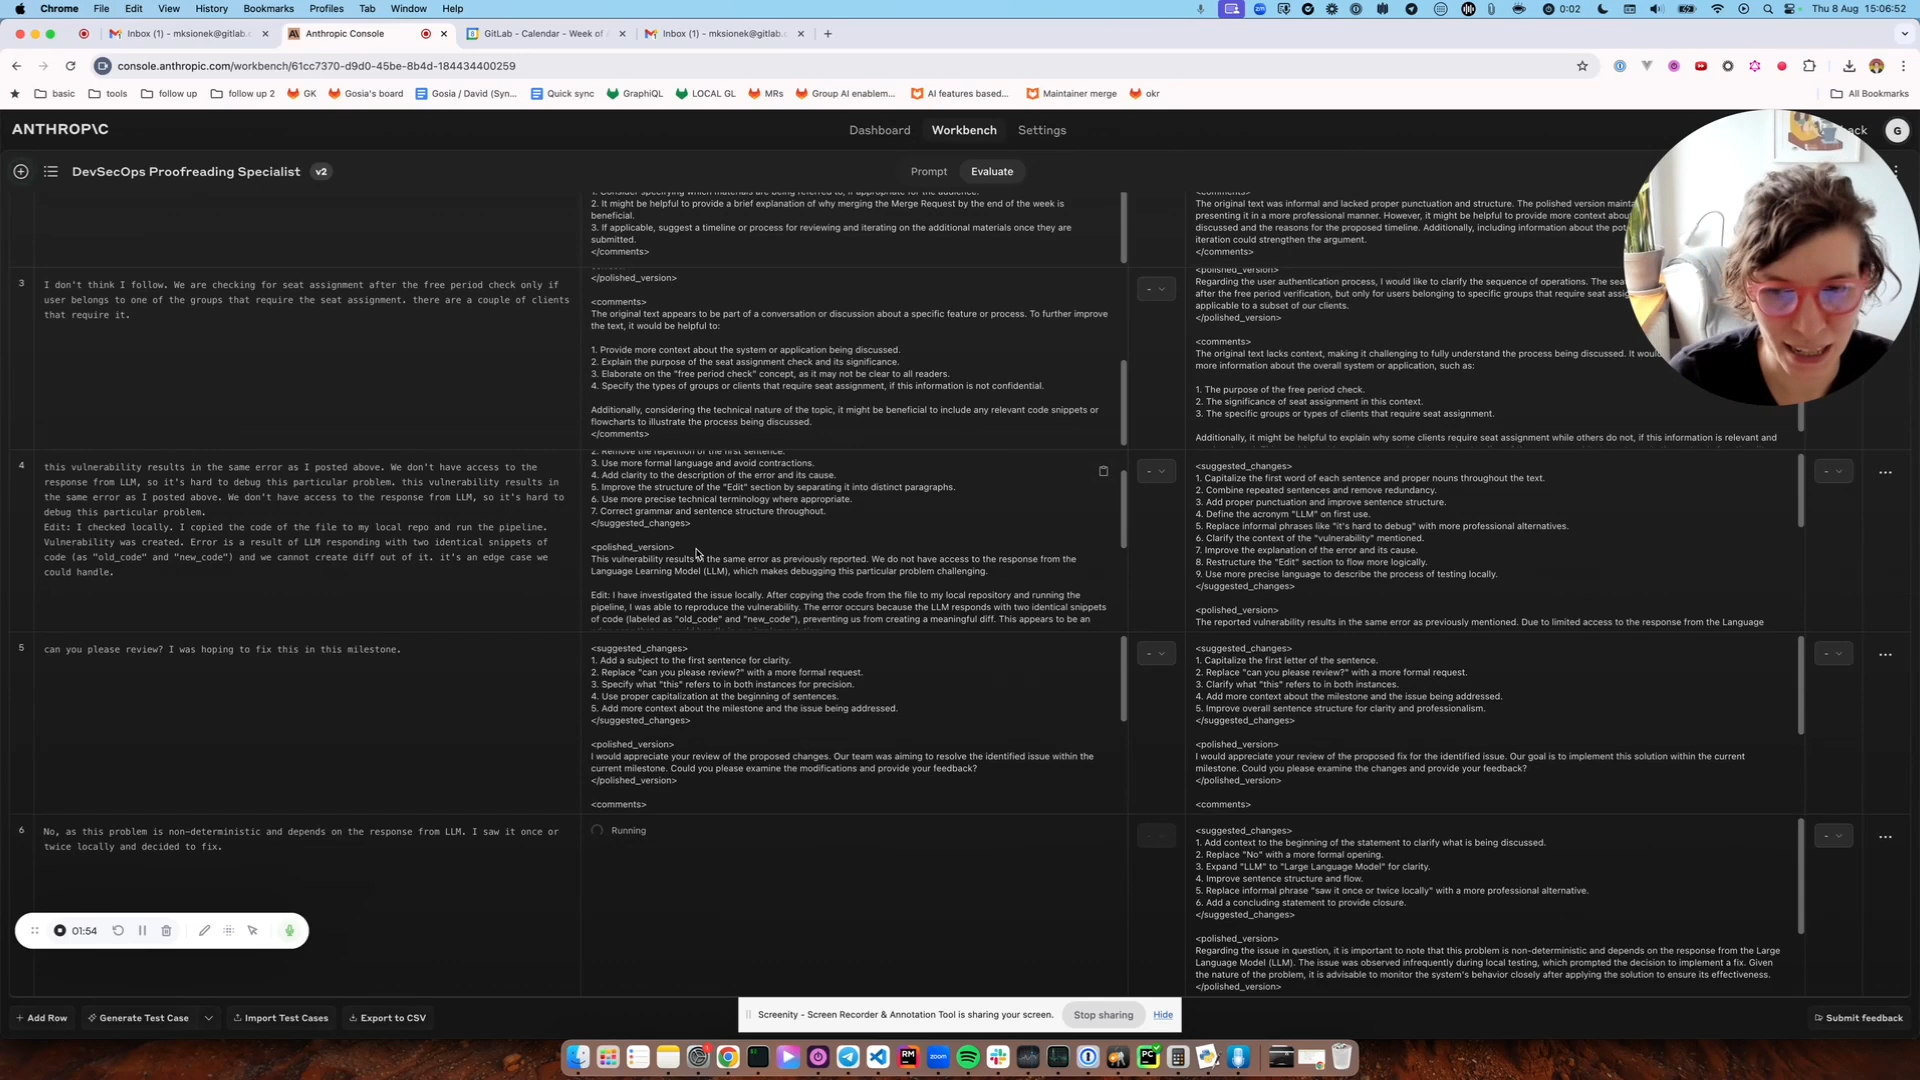 Chrome File Edit View History Bookmarks Profiles Tab Window Help
0:02 Thu 8 Aug 15:06:52
Inbox (1) - mksionek@gitlab.c
Anthropic Console
GitLab - Calendar - Week of A
Inbox (1) - mksionek@gitlab.c
console.anthropic.com/workbench/61cc7370-d9d0-45be-8b4d-184434400259
basic tools follow up follow up 2 GK Gosia's board Gosia / David (Syn... Quick sync GraphiQL LOCAL GL MRs Group AI enablem... AI features based... Maintainer merge okr All Bookmarks
ANTHROP\C
Dashboard Workbench Settings
G
DevSecOps Proofreading Specialist v2
Prompt Evaluate
1. Consider specifying which materials are being referred to, if appropriate for the audience.
2. It might be helpful to provide a brief explanation of why merging the Merge Request by the end of the week is
beneficial.
3. If applicable, suggest a timeline or process for reviewing and iterating on the additional materials once they are
submitted.
</comments>
<comments>
The original text was informal and lacked proper punctuation and structure. The polished version mainta
presenting it in a more professional manner. However, it might be helpful to provide more context about
discussed and the reasons for the proposed timeline. Additionally, including information about the pot
iteration could strengthen the argument.
</comments>
3
I don't think I follow. We are checking for seat assignment after the free period check only if
user belongs to one of the groups that require the seat assignment. there are a couple of clients
that require it.
</polished_version>
<comments>
The original text appears to be part of a conversation or discussion about a specific feature or process. To further improve
the text, it would be helpful to:
1. Provide more context about the system or application being discussed.
2. Explain the purpose of the seat assignment check and its significance.
3. Elaborate on the "free period check" concept, as it may not be clear to all readers.
4. Specify the types of groups or clients that require seat assignment, if this information is not confidential.
Additionally, considering the technical nature of the topic, it might be beneficial to include any relevant code snippets or
flowcharts to illustrate the process being discussed.
</comments>
-
<polished_version>
Regarding the user authentication process, I would like to clarify the sequence of operations. The sea
after the free period verification, but only for users belonging to specific groups that require seat assig
applicable to a subset of our clients.
</polished_version>
<comments>
The original text lacks context, making it challenging to fully understand the process being discussed. It woul
more information about the overall system or application, such as:
1. The purpose of the free period check.
2. The significance of seat assignment in this context.
3. The specific groups or types of clients that require seat assignment.
Additionally, it might be helpful to explain why some clients require seat assignment while others do not, if this information is relevant and
4
this vulnerability results in the same error as I posted above. We don't have access to the
response from LLM, so it's hard to debug this particular problem. this vulnerability results in
the same error as I posted above. We don't have access to the response from LLM, so it's hard to
debug this particular problem.
Edit: I checked locally. I copied the code of the file to my local repo and run the pipeline.
Vulnerability was created. Error is a result of LLM responding with two identical snippets of
code (as "old_code" and "new_code") and we cannot create diff out of it. it's an edge case we
could handle.
2. Remove the repetition of the first sentence.
3. Use more formal language and avoid contractions.
4. Add clarity to the description of the error and its cause.
5. Improve the structure of the "Edit" section by separating it into distinct paragraphs.
6. Use more precise technical terminology where appropriate.
7. Correct grammar and sentence structure throughout.
</suggested_changes>
<polished_version>
This vulnerability results in the same error as previously reported. We do not have access to the response from the
Language Learning Model (LLM), which makes debugging this particular problem challenging.
Edit: I have investigated the issue locally. After copying the code from the file to my local repository and running the
pipeline, I was able to reproduce the vulnerability. The error occurs because the LLM responds with two identical snippets
of code (labeled as "old_code" and "new_code"), preventing us from creating a meaningful diff. This appears to be an
-
<suggested_changes>
1. Capitalize the first word of each sentence and proper nouns throughout the text.
2. Combine repeated sentences and remove redundancy.
3. Add proper punctuation and improve sentence structure.
4. Define the acronym "LLM" on first use.
5. Replace informal phrases like "it's hard to debug" with more professional alternatives.
6. Clarify the context of the "vulnerability" mentioned.
7. Improve the explanation of the error and its cause.
8. Restructure the "Edit" section to flow more logically.
9. Use more precise language to describe the process of testing locally.
</suggested_changes>
<polished_version>
The reported vulnerability results in the same error as previously mentioned. Due to limited access to the response from the Language
-
5
can you please review? I was hoping to fix this in this milestone.
<suggested_changes>
1. Add a subject to the first sentence for clarity.
2. Replace "can you please review?" with a more formal request.
3. Specify what "this" refers to in both instances for precision.
4. Use proper capitalization at the beginning of sentences.
5. Add more context about the milestone and the issue being addressed.
</suggested_changes>
<polished_version>
I would appreciate your review of the proposed changes. Our team was aiming to resolve the identified issue within the
current milestone. Could you please examine the modifications and provide your feedback?
</polished_version>
<comments>
-
<suggested_changes>
1. Capitalize the first letter of the sentence.
2. Replace "can you please review?" with a more formal request.
3. Clarify what "this" refers to in both instances.
4. Add more context about the milestone and the issue being addressed.
5. Improve overall sentence structure for clarity and professionalism.
</suggested_changes>
<polished_version>
I would appreciate your review of the proposed fix for the identified issue. Our goal is to implement this solution within the current
milestone. Could you please examine the changes and provide your feedback?
</polished_version>
<comments>
-
6
No, as this problem is non-deterministic and depends on the response from LLM. I saw it once or
twice locally and decided to fix.
Running
<suggested_changes>
1. Add context to the beginning of the statement to clarify what is being discussed.
2. Replace "No" with a more formal opening.
3. Expand "LLM" to "Large Language Model" for clarity.
4. Improve sentence structure and flow.
5. Replace informal phrase "saw it once or twice locally" with a more professional alternative.
6. Add a concluding statement to provide closure.
</suggested_changes>
<polished_version>
Regarding the issue in question, it is important to note that this problem is non-deterministic and depends on the response from the Large
Language Model (LLM). The issue was observed infrequently during local testing, which prompted the decision to implement a fix. Given
the nature of the problem, it is advisable to monitor the system's behavior closely after applying the solution to ensure its effectiveness.
</polished_version>
-
01:54
Add Row Generate Test Case Import Test Cases Export to CSV
Screenity - Screen Recorder & Annotation Tool is sharing your screen. Stop sharing Hide
Submit feedback